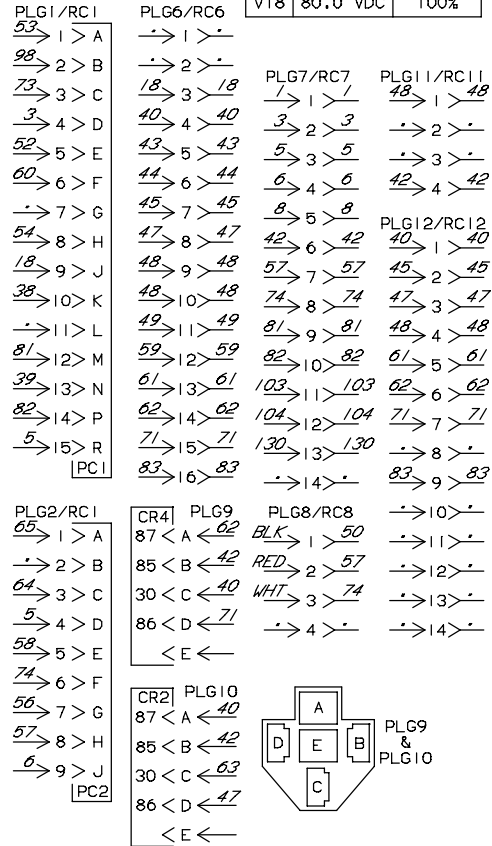 V18 80.0 VDC 100%
PLG1/RC1
53 1 A
98 2 B
73 3 C
3 4 D
52 5 E
60 6 F
· 7 G
54 8 H
18 9 J
38 10 K
· 11 L
81 12 M
39 13 N
82 14 P
5 15 R
PC1
PLG6/RC6
· 1 ·
· 2 ·
18 3 18
40 4 40
43 5 43
44 6 44
45 7 45
47 8 47
48 9 48
48 10 48
49 11 49
59 12 59
61 13 61
62 14 62
71 15 71
83 16 83
PLG7/RC7
1 1 1
3 2 3
5 3 5
6 4 6
8 5 8
42 6 42
57 7 57
74 8 74
81 9 81
82 10 82
103 11 103
104 12 104
130 13 130
· 14 ·
PLG11/RC11
48 1 48
· 2 ·
· 3 ·
42 4 42
PLG12/RC12
40 1 40
45 2 45
47 3 47
48 4 48
61 5 61
62 6 62
71 7 71
· 8 ·
83 9 83
· 10 ·
· 11 ·
· 12 ·
· 13 ·
· 14 ·
PLG2/RC1
65 1 A
· 2 B
64 3 C
5 4 D
58 5 E
74 6 F
56 7 G
57 8 H
6 9 J
PC2
CR4 PLG9
87 A 62
85 B 42
30 C 40
86 D 71
E
PLG8/RC8
BLK 1 50
RED 2 57
WHT 3 74
· 4 ·
CR2 PLG10
87 A 40
85 B 42
30 C 63
86 D 47
E
A
D E B
C
PLG9
&
PLG10